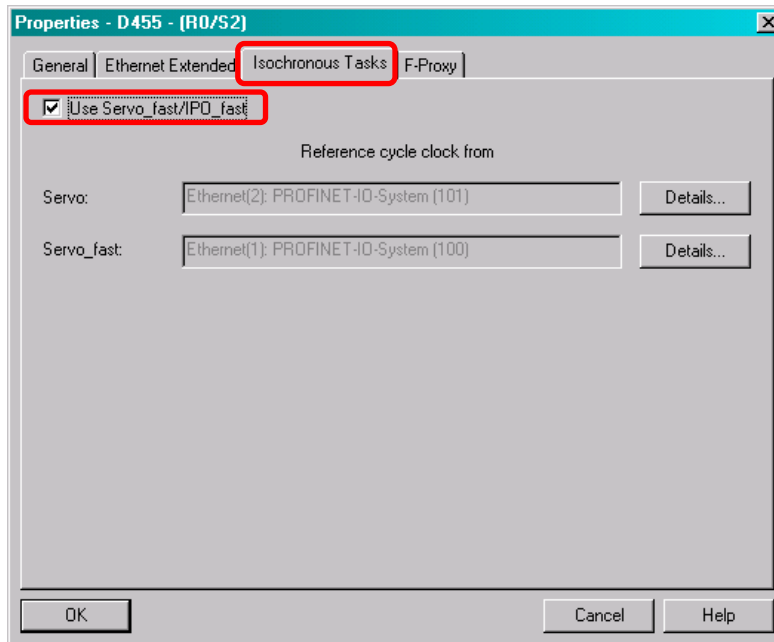 Properties - D455 - (R0/S2)
General Ethernet Extended Isochronous Tasks F-Proxy
Use Servo_fast/IPO_fast
Reference cycle clock from
Servo: Ethernet(2): PROFINET-IO-System (101) Details...
Servo_fast: Ethernet(1): PROFINET-IO-System (100) Details...
OK Cancel Help